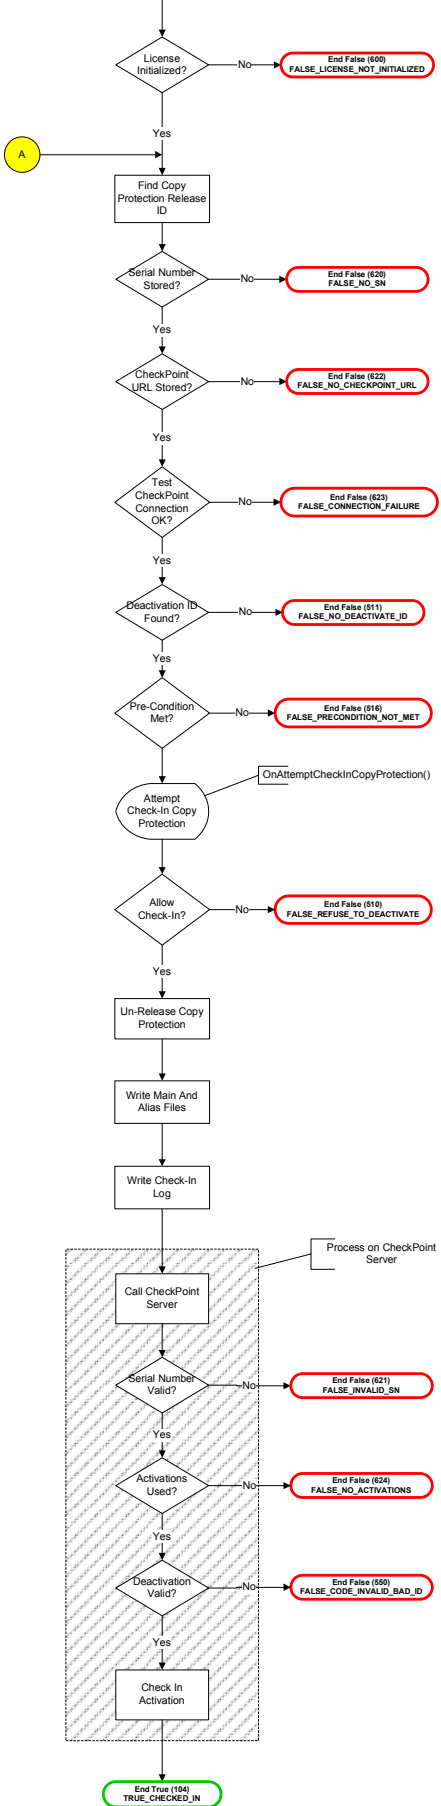 License
Initialized?
No
End False (600)
FALSE_LICENSE_NOT_INITIALIZED
Yes
A
Find Copy
Protection Release
ID
Serial Number
Stored?
No
End False (620)
FALSE_NO_SN
Yes
CheckPoint
URL Stored?
No
End False (622)
FALSE_NO_CHECKPOINT_URL
Yes
Test
CheckPoint
Connection
OK?
No
End False (623)
FALSE_CONNECTION_FAILURE
Yes
Deactivation ID
Found?
No
End False (511)
FALSE_NO_DEACTIVATE_ID
Yes
Pre-Condition
Met?
No
End False (516)
FALSE_PRECONDITION_NOT_MET
OnAttemptCheckInCopyProtection()
Attempt
Check-In Copy
Protection
Allow
Check-In?
No
End False (510)
FALSE_REFUSE_TO_DEACTIVATE
Yes
Un-Release Copy
Protection
Write Main And
Alias Files
Write Check-In
Log
Process on CheckPoint
Server
Call CheckPoint
Server
Serial Number
Valid?
No
End False (621)
FALSE_INVALID_SN
Yes
Activations
Used?
No
End False (624)
FALSE_NO_ACTIVATIONS
Yes
Deactivation
Valid?
No
End False (550)
FALSE_CODE_INVALID_BAD_ID
Yes
Check In
Activation
End True (104)
TRUE_CHECKED_IN